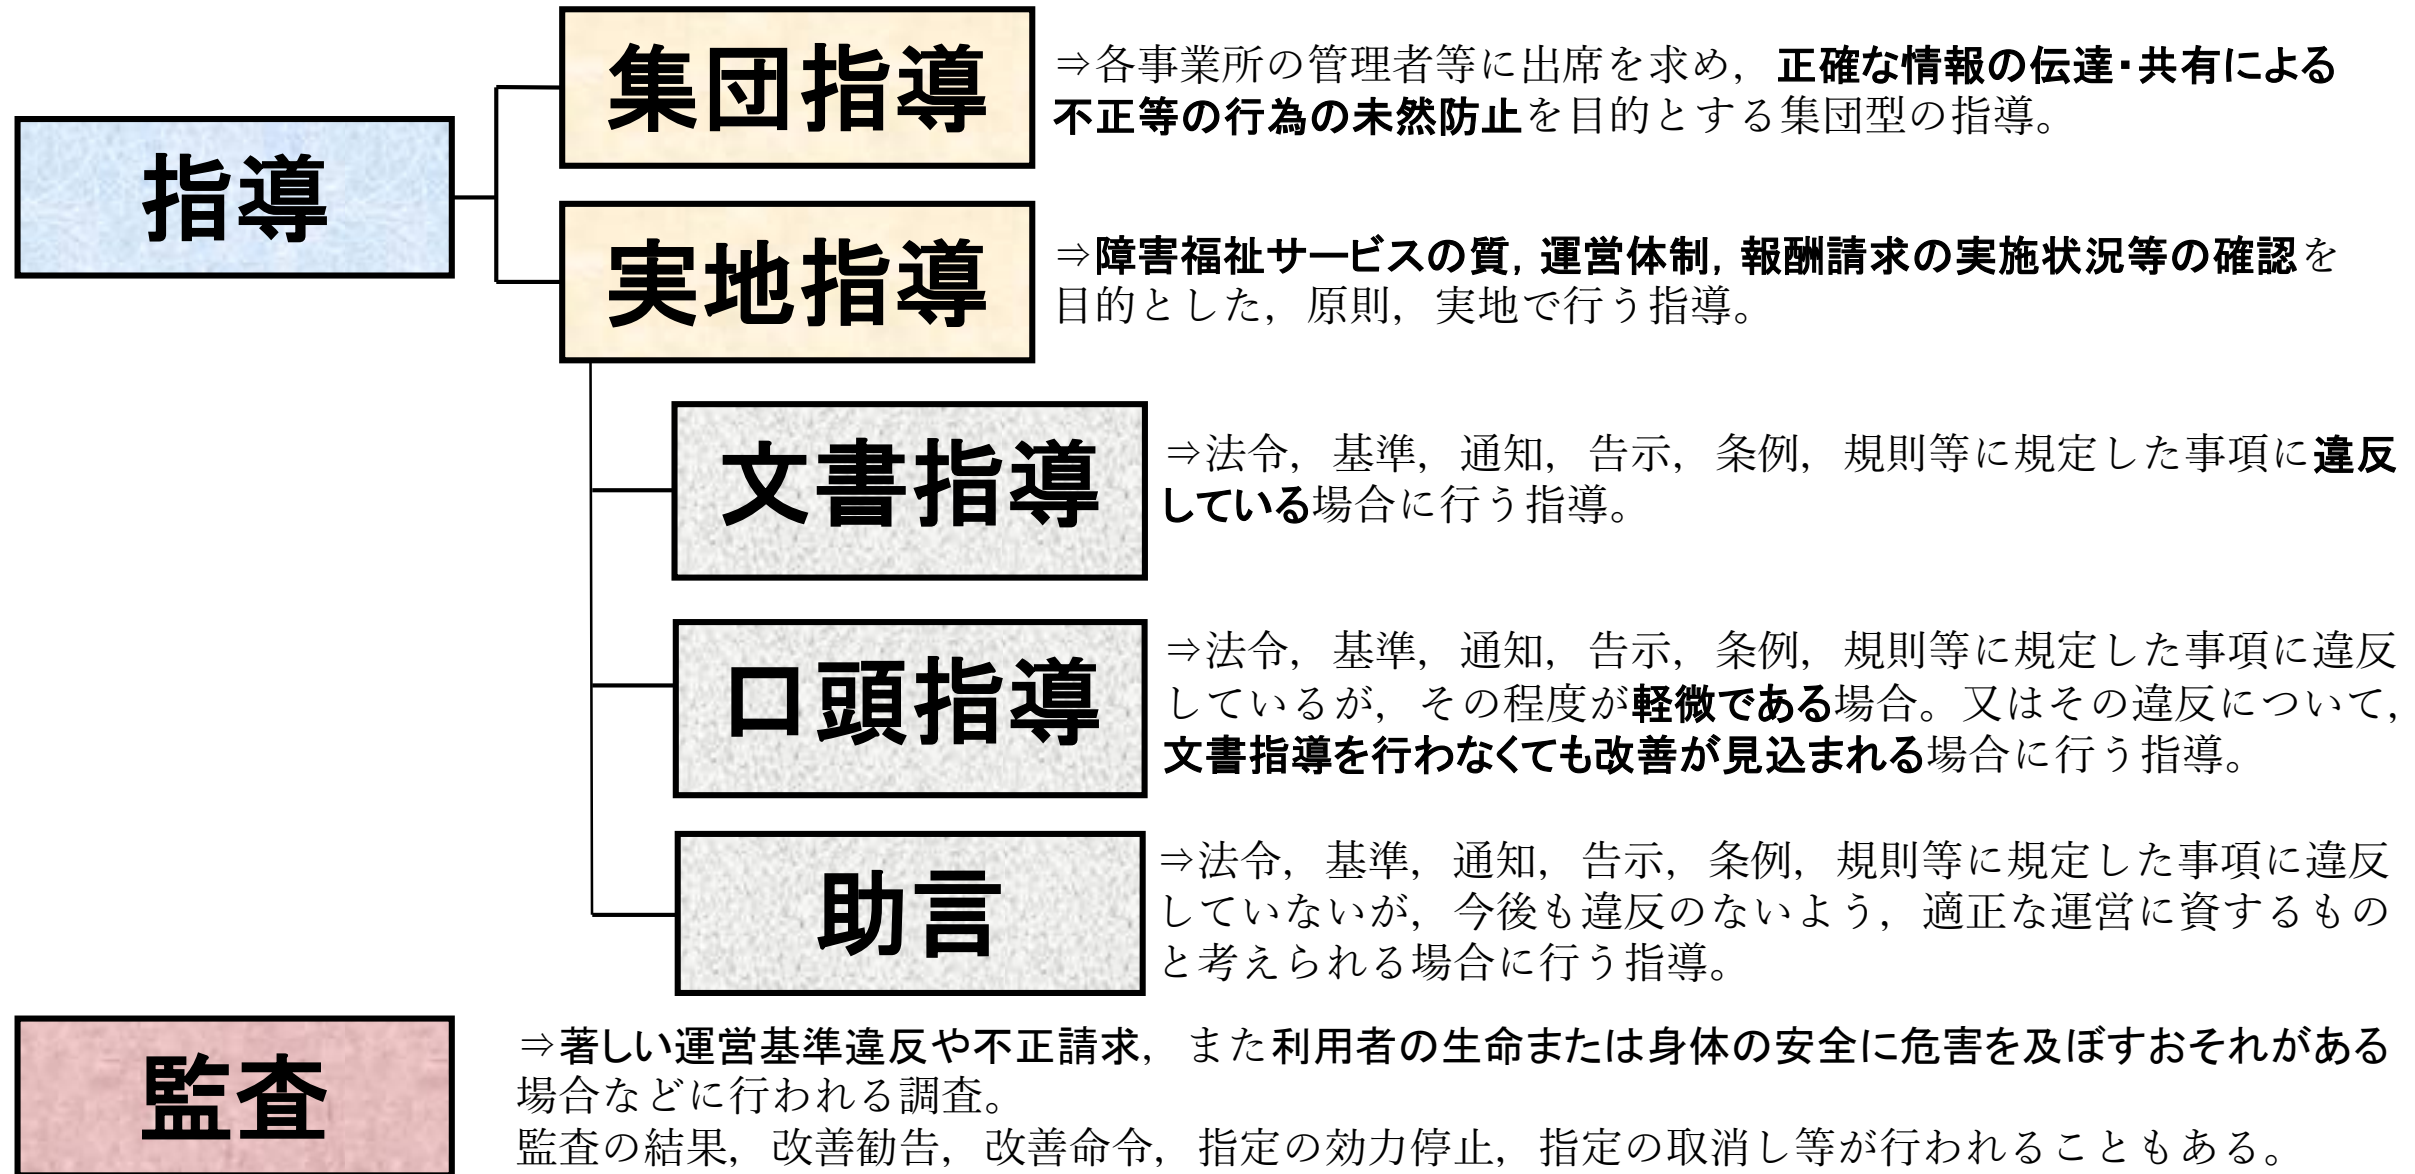 指導
集団指導
⇒各事業所の管理者等に出席を求め，正確な情報の伝達・共有による
不正等の行為の未然防止を目的とする集団型の指導。
実地指導
⇒障害福祉サービスの質，運営体制，報酬請求の実施状況等の確認を
目的とした，原則，実地で行う指導。
文書指導
⇒法令，基準，通知，告示，条例，規則等に規定した事項に違反
している場合に行う指導。
口頭指導
⇒法令，基準，通知，告示，条例，規則等に規定した事項に違反
しているが，その程度が軽微である場合。又はその違反について，
文書指導を行わなくても改善が見込まれる場合に行う指導。
助言
⇒法令，基準，通知，告示，条例，規則等に規定した事項に違反
していないが，今後も違反のないよう，適正な運営に資するもの
と考えられる場合に行う指導。
監査
⇒著しい運営基準違反や不正請求，また利用者の生命または身体の安全に危害を及ぼすおそれがある
場合などに行われる調査。
監査の結果，改善勧告，改善命令，指定の効力停止，指定の取消し等が行われることもある。